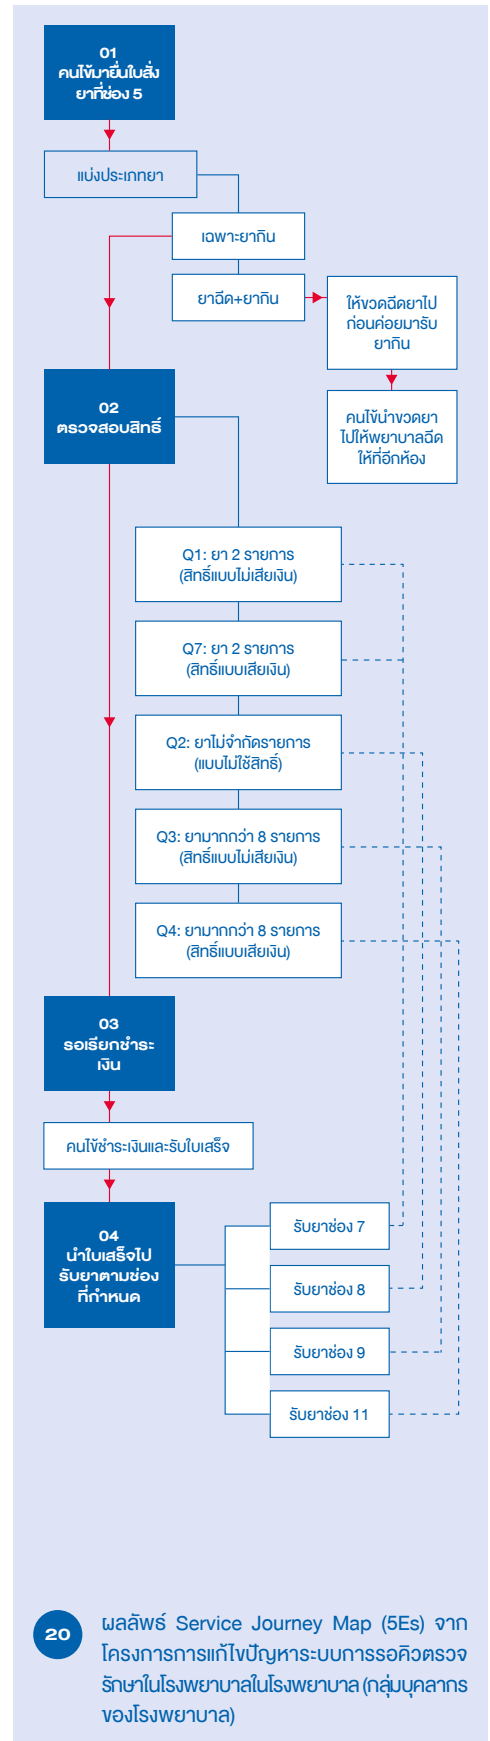 01
คนไข้มายื่นใบสั่ง
ยาที่ช่อง 5
แบ่งประเภทยา
เฉพาะยากิน
ยาฉีด+ยากิน
ให้ขวดฉีดยาไป
ก่อนค่อยมารับ
ยากิน
คนไข้นำขวดยา
ไปให้พยาบาลฉีด
ให้ที่อีกห้อง
02
ตรวจสอบสิทธิ์
Q1: ยา 2 รายการ
(สิทธิ์แบบไม่เสียเงิน)
Q7: ยา 2 รายการ
(สิทธิ์แบบเสียเงิน)
Q2: ยาไม่จำกัดรายการ
(แบบไม่ใช้สิทธิ์)
Q3: ยามากกว่า 8 รายการ
(สิทธิ์แบบไม่เสียเงิน)
Q4: ยามากกว่า 8 รายการ
(สิทธิ์แบบเสียเงิน)
03
รอเรียกชำระ
เงิน
คนไข้ชำระเงินและรับใบเสร็จ
04
นำใบเสร็จไป
รับยาตามช่อง
ที่กำหนด
รับยาช่อง 7
รับยาช่อง 8
รับยาช่อง 9
รับยาช่อง 11
20
ผลลัพธ์ Service Journey Map (5Es) จาก
โครงการการแก้ไขปัญหาระบบการรอคิวตรวจ
รักษาในโรงพยาบาลในโรงพยาบาล (กลุ่มบุคลากร
ของโรงพยาบาล)